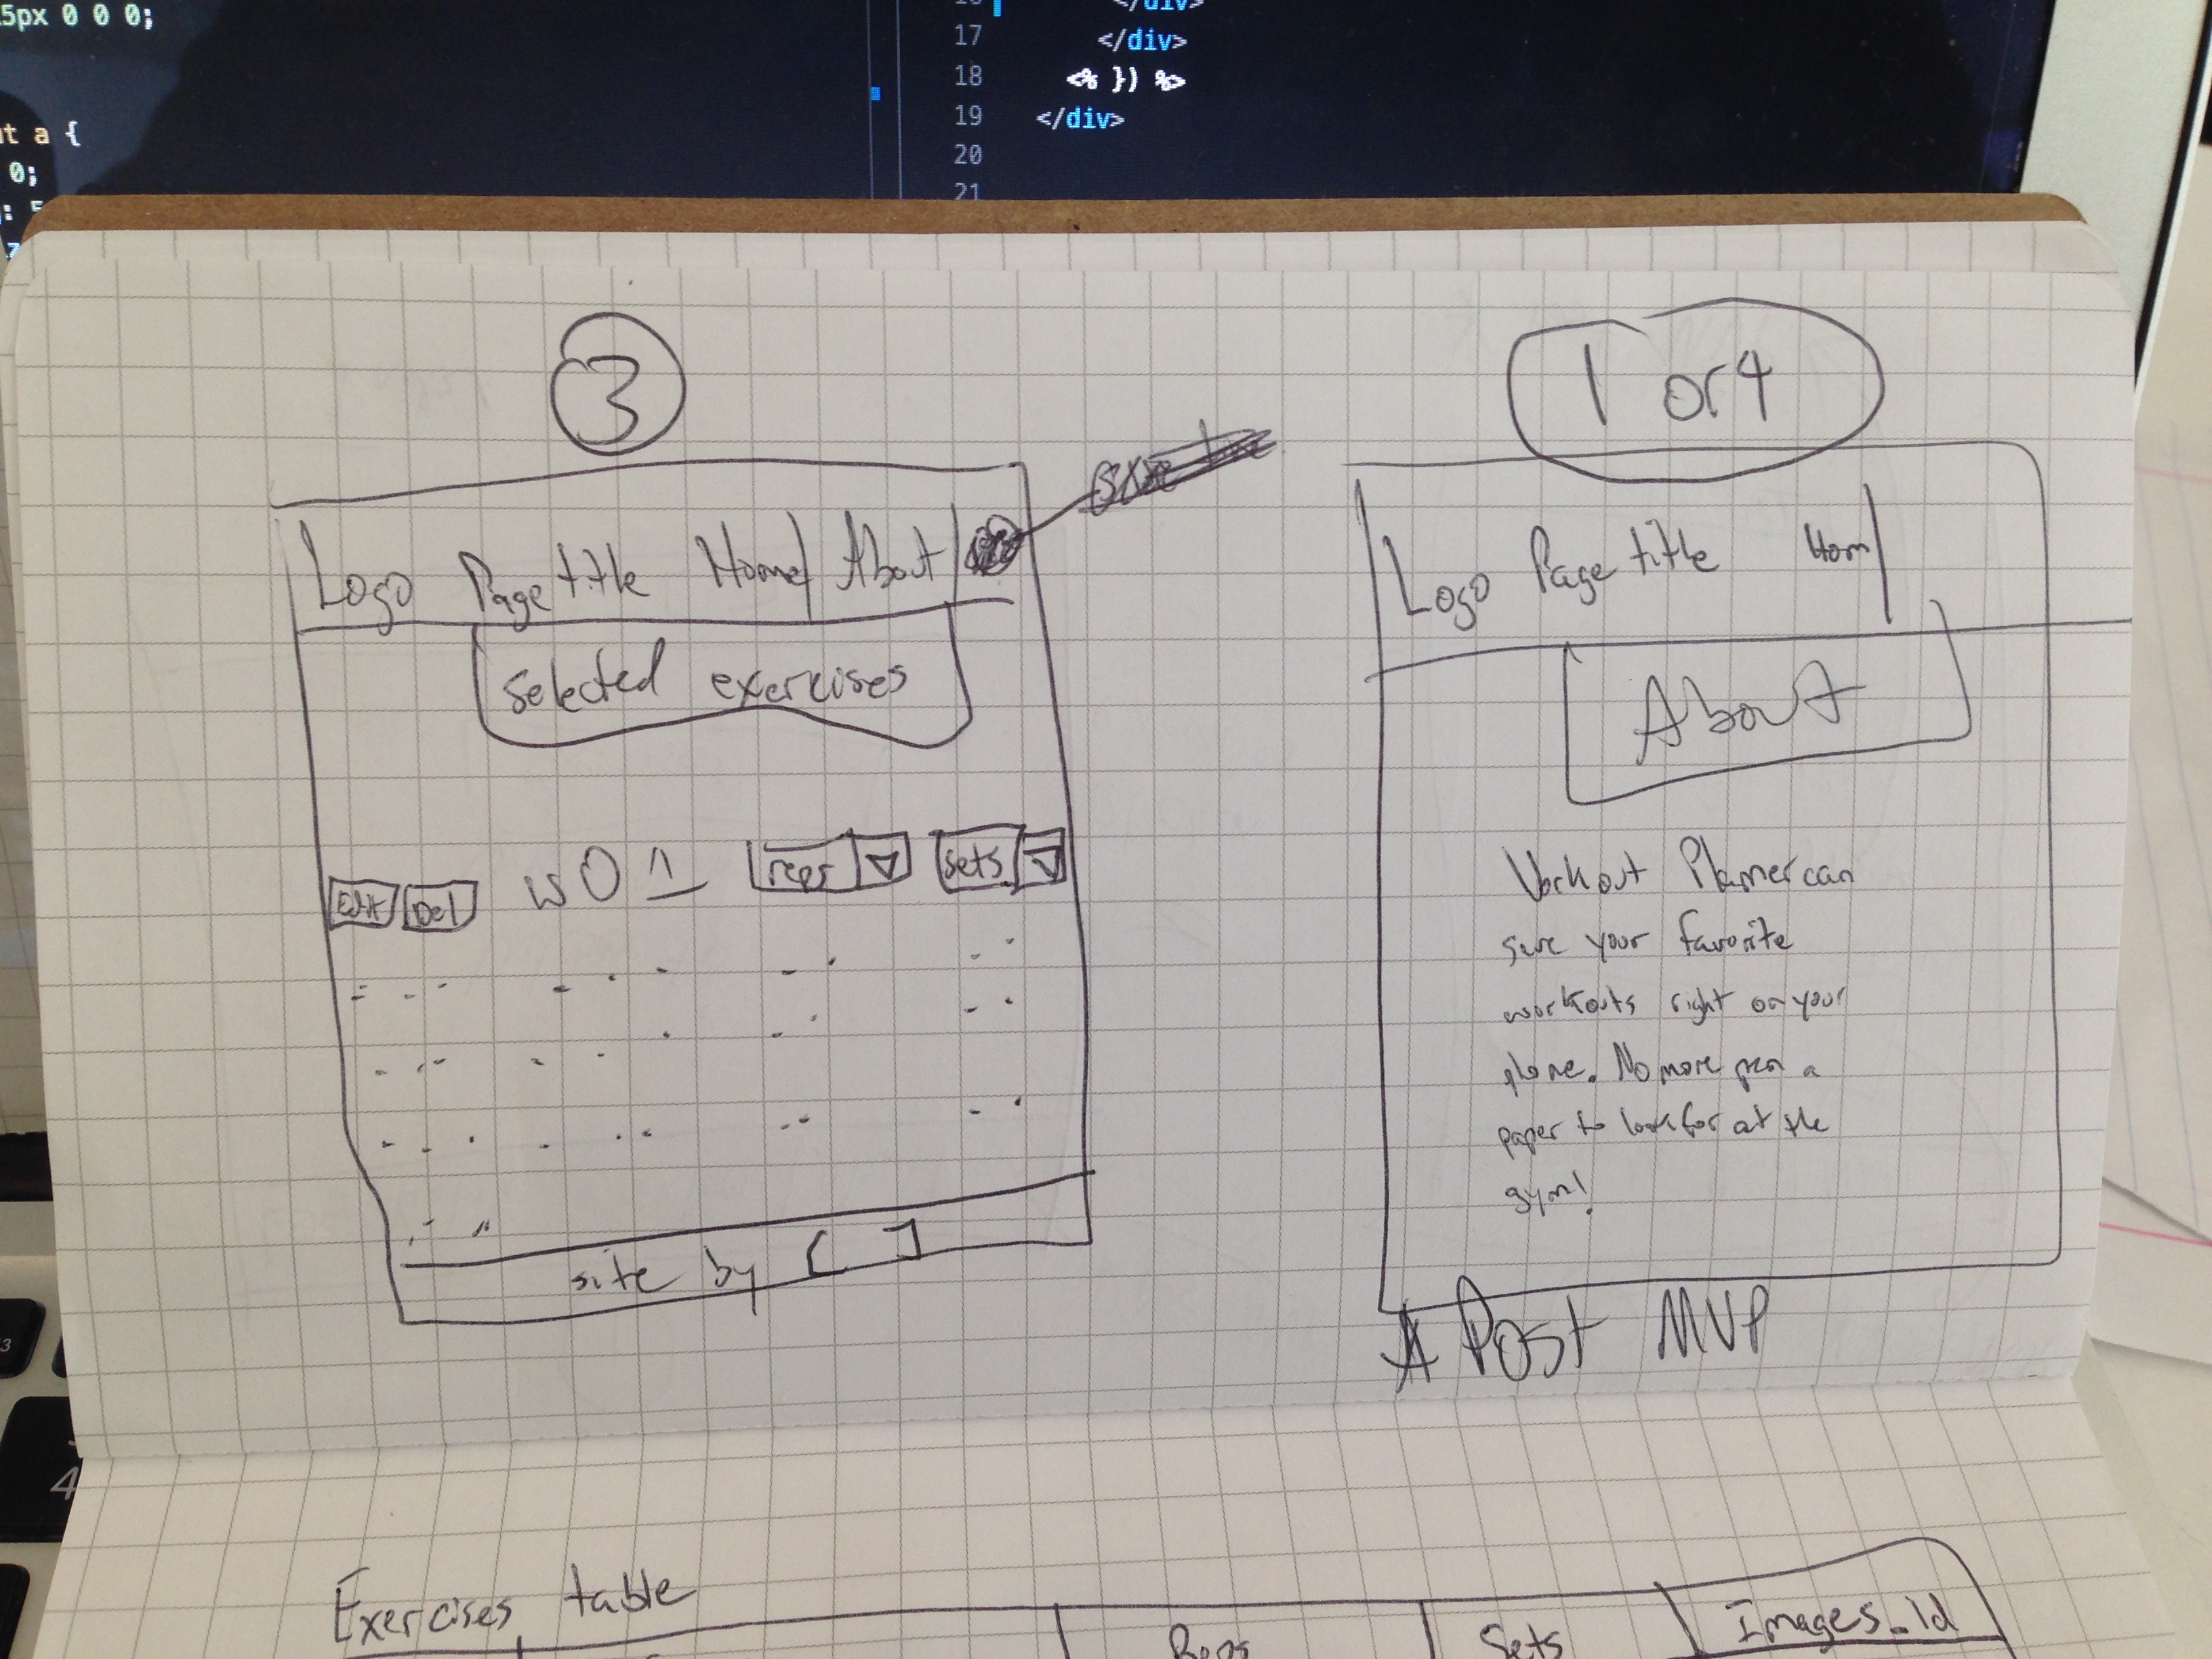 5px 0 0 0;
a {
0;
</div>
17 </div>
18 <% }) %>
19 </div>
20
21
3
Logo Page title Home/ About/
selected exercises
Edit Del WO 1 reps sets
site by [ ]
1 or 4
Logo Page title Hom
About
Workout Planner can
save your favorite
workouts right on your
phone. No more pen a
paper to look for at the
gym!
Post MVP
Exercises table
Reps Sets Images_id
3
4